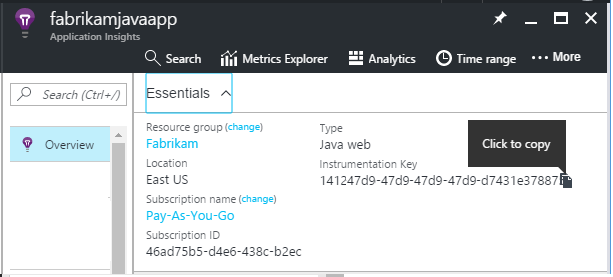 fabrikamjavaapp
Application Insights
Search Metrics Explorer Analytics Time range ••• More
Search (Ctrl+/)
Overview
Essentials
Resource group (change)
Fabrikam
Location
East US
Subscription name (change)
Pay-As-You-Go
Subscription ID
46ad75b5-d4e6-438c-b2ec
Type
Java web
Instrumentation Key
141247d9-47d9-47d9-47d9-d7431e37887
Click to copy